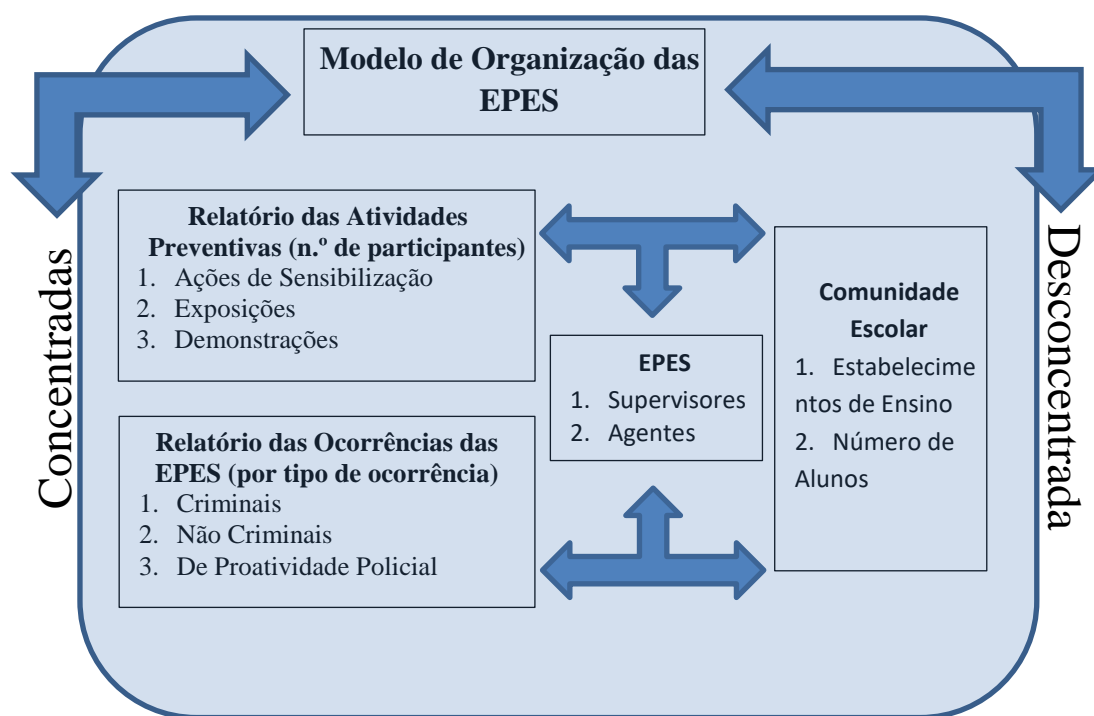 Modelo de Organização das
EPES
Concentradas
Relatório das Atividades
Preventivas (n.º de participantes)
1. Ações de Sensibilização
2. Exposições
3. Demonstrações
Relatório das Ocorrências das
EPES (por tipo de ocorrência)
1. Criminais
2. Não Criminais
3. De Proatividade Policial
EPES
1. Supervisores
2. Agentes
Comunidade
Escolar
1. Estabelecime
ntos de Ensino
2. Número de
Alunos
Desconcentrada